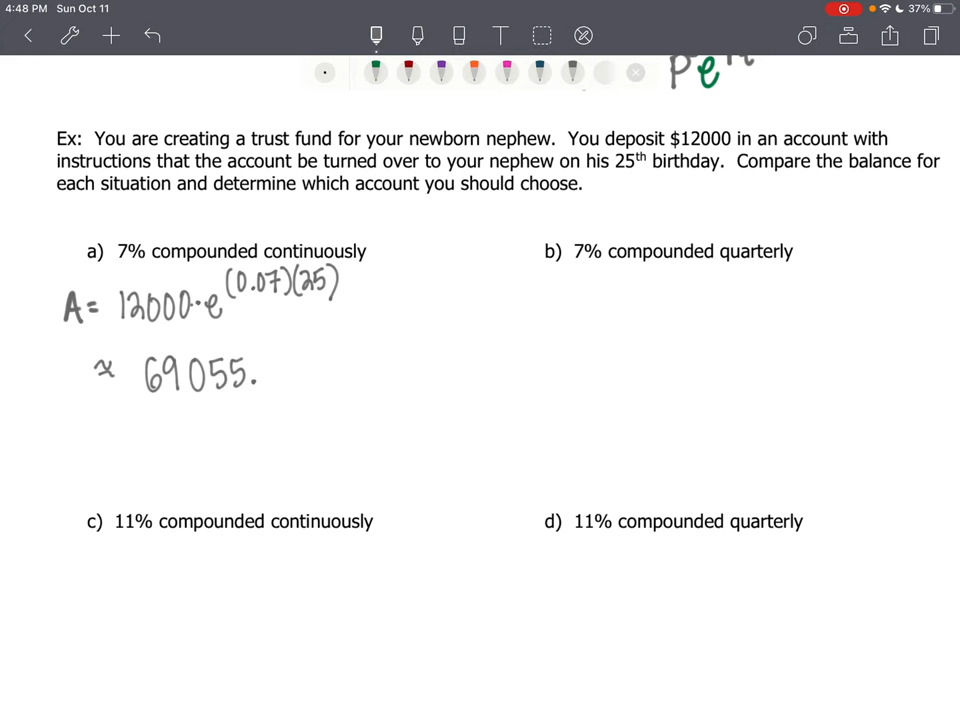 4:48 PM Sun Oct 11
37%
T
Pe
Ex: You are creating a trust fund for your newborn nephew. You deposit $12000 in an account with
instructions that the account be turned over to your nephew on his 25th birthday. Compare the balance for
each situation and determine which account you should choose.
a) 7% compounded continuously
b) 7% compounded quarterly
A = 12000·e^(0.07)(25)
≈ 69055.
c) 11% compounded continuously
d) 11% compounded quarterly